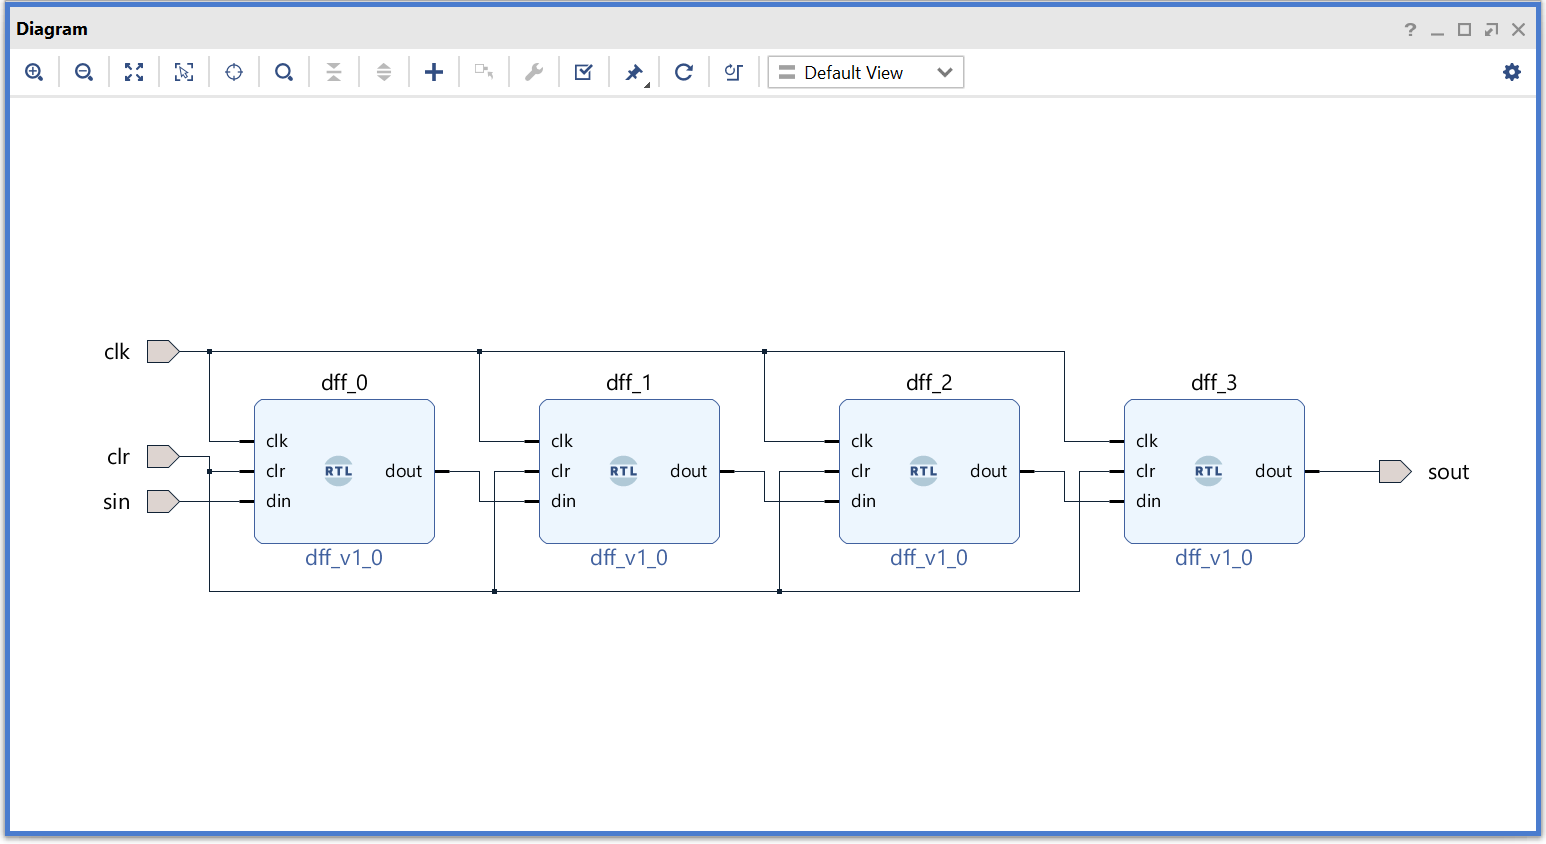 Diagram
?
Default View
clk
dff_0 dff_1 dff_2 dff_3
clk clk clk clk
clr
clr RTL dout clr RTL dout clr RTL dout clr RTL dout sout
sin din din din din
dff_v1_0 dff_v1_0 dff_v1_0 dff_v1_0